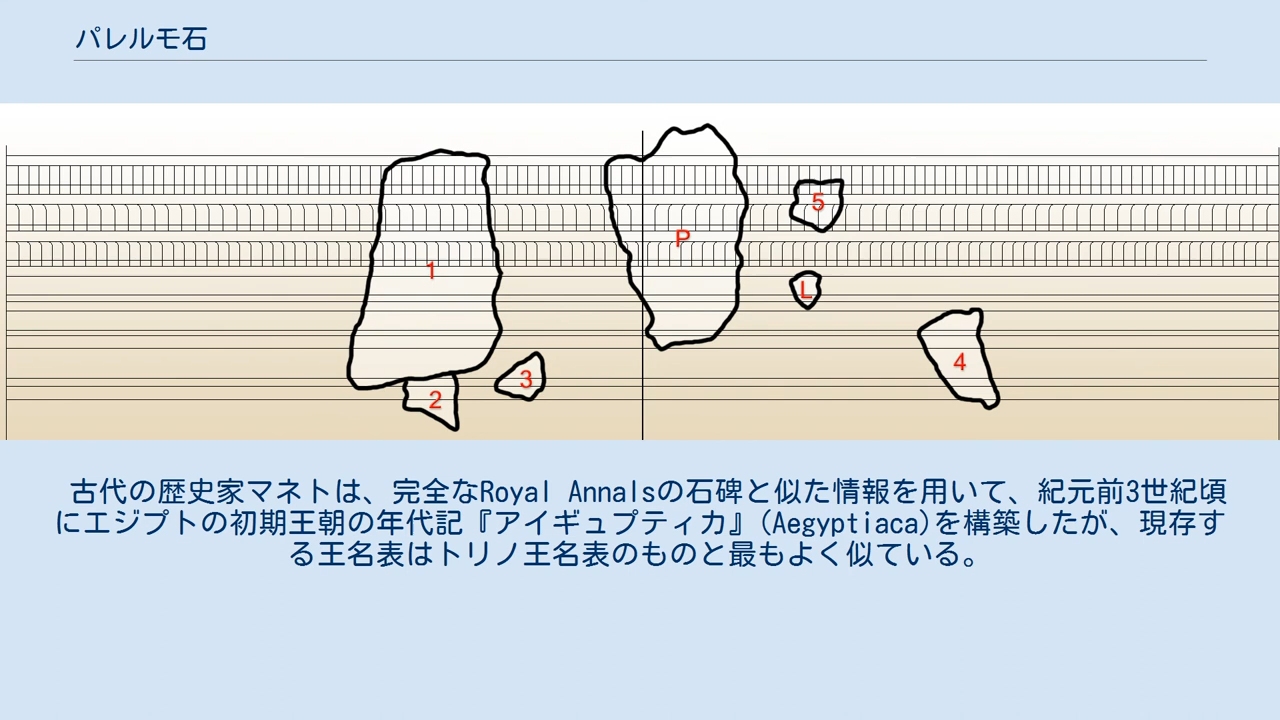 パレルモ石
5
P
1
L
4
3
2
古代の歴史家マネトは、完全なRoyal Annalsの石碑と似た情報を用いて、紀元前3世紀頃
にエジプトの初期王朝の年代記『アイギュプティカ』(Aegyptiaca)を構築したが、現存す
る王名表はトリノ王名表のものと最もよく似ている。